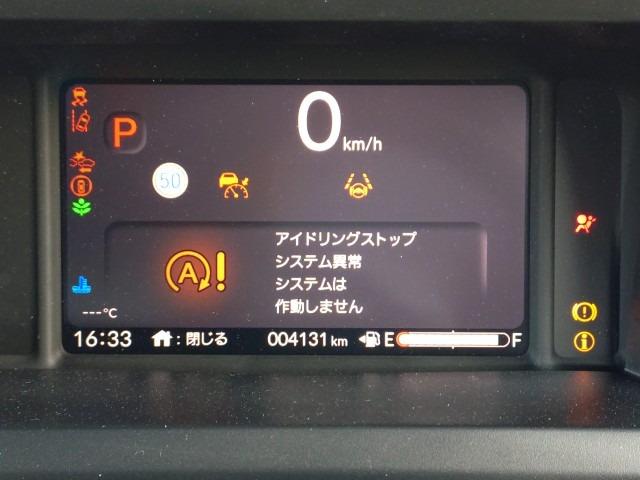 0 km/h
P
50
A!
アイドリングストップ
システム異常
システムは
作動しません
---°C
16:33 :閉じる 004131 km E F